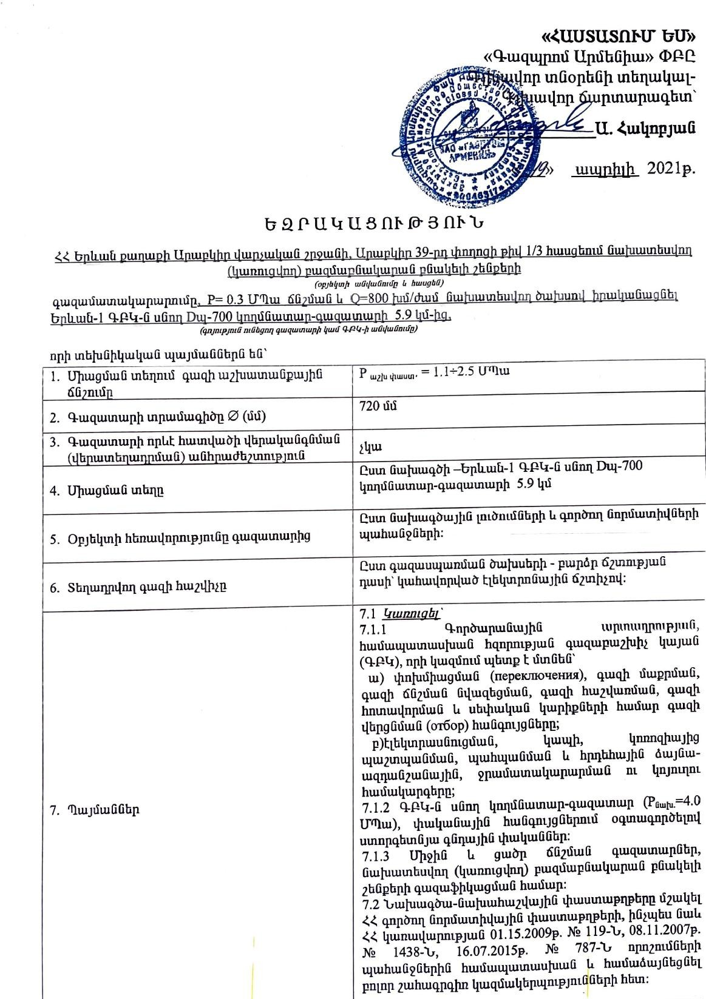 «ՀԱՍՏԱՏՈՒՄ ԵՄ»
«Գազպրոմ Արմենիա» ՓԲԸ
Գլխավոր տնօրենի տեղակալ-
Գլխավոր ճարտարագետ՝
Ա. Հակոբյան
«19» ապրիլի 2021թ.
ЗАО «ГАЗПРОМ
АРМЕНИЯ»
ԵԶՐԱԿԱՑՈՒԹՅՈՒՆ
ՀՀ Երևան քաղաքի Արաբկիր վարչական շրջանի, Արաբկիր 39-րդ փողոցի թիվ 1/3 հասցեում նախատեսվող
(կառուցվող) բազմաբնակարան բնակելի շենքերի
(օբյեկտի անվանումը և հասցեն)
գազամատակարարումը, P= 0.3 ՄՊա ճնշման և Q=800 խմ/ժամ նախատեսվող ծախսով իրականացնել
Երևան-1 ԳԲԿ-ն սնող Dպ-700 կողմնատար-գազատարի 5.9 կմ-ից,
(գոյություն ունեցող գազատարի կամ ԳԲԿ-ի անվանումը)
որի տեխնիկական պայմաններն են՝
1. Միացման տեղում գազի աշխատանքային
ճնշումը
P աշխ փաստ. = 1.1÷2.5 ՄՊա
2. Գազատարի տրամագիծը ∅ (մմ)
720 մմ
3. Գազատարի որևէ հատվածի վերականգնման
(վերատեղադրման) անհրաժեշտություն
չկա
4. Միացման տեղը
Ըստ նախագծի –Երևան-1 ԳԲԿ-ն սնող Dպ-700
կողմնատար-գազատարի 5.9 կմ
5. Օբյեկտի հեռավորությունը գազատարից
Ըստ նախագծային լուծումների և գործող նորմատիվների
պահանջների:
6. Տեղադրվող գազի հաշվիչը
Ըստ գազասպառման ծախսերի - բարձր ճշտության
դասի՝ կահավորված էլեկտրոնային ճշտիչով:
7. Պայմաններ
7.1 Կառուցել՝
7.1.1 Գործարանային արտադրության,
համապատասխան հզորության գազաբաշխիչ կայան
(ԳԲԿ), որի կազմում պետք է մտնեն՝
ա) փոխմիացման (переключения), գազի մաքրման,
գազի ճնշման նվազեցման, գազի հաշվառման, գազի
հոտավորման և սեփական կարիքների համար գազի
վերցնման (отбор) հանգույցները;
բ)էլեկտրասնուցման, կապի, կոռոզիայից
պաշտպանման, պահպանման և հրդեհային ձայնա-
ազդանշանային, ջրամատակարարման ու կոյուղու
համակարգերը;
7.1.2 ԳԲԿ-ն սնող կողմնատար-գազատար (Pնախ.=4.0
ՄՊա), փականային հանգույցներում օգտագործելով
ստորգետնյա գնդային փականներ:
7.1.3 Միջին և ցածր ճնշման գազատարներ,
նախատեսվող (կառուցվող) բազմաբնակարան բնակելի
շենքերի գազաֆիկացման համար:
7.2 Նախագծա-նախահաշվային փաստաթղթերը մշակել
ՀՀ գործող նորմատիվային փաստաթղթերի, ինչպես նաև
ՀՀ կառավարության 01.15.2009թ. № 119-Ն, 08.11.2007թ.
№ 1438-Ն, 16.07.2015թ. № 787-Ն որոշումների
պահանջներին համապատասխան և համաձայնեցնել
բոլոր շահագրգիռ կազմակերպությունների հետ: